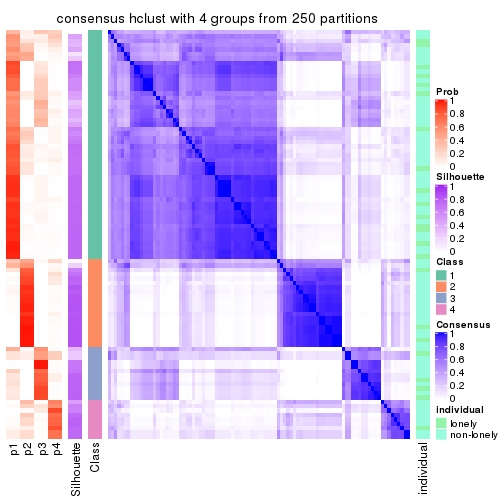 consensus hclust with 4 groups from 250 partitions
Prob
1
0.8
0.6
0.4
0.2
0
Silhouette
1
0.8
0.6
0.4
0.2
0
Class
1
2
3
4
Consensus
1
0.8
0.6
0.4
0.2
0
individual
lonely
non-lonely
p1
p2
p3
p4
Silhouette
Class
individual